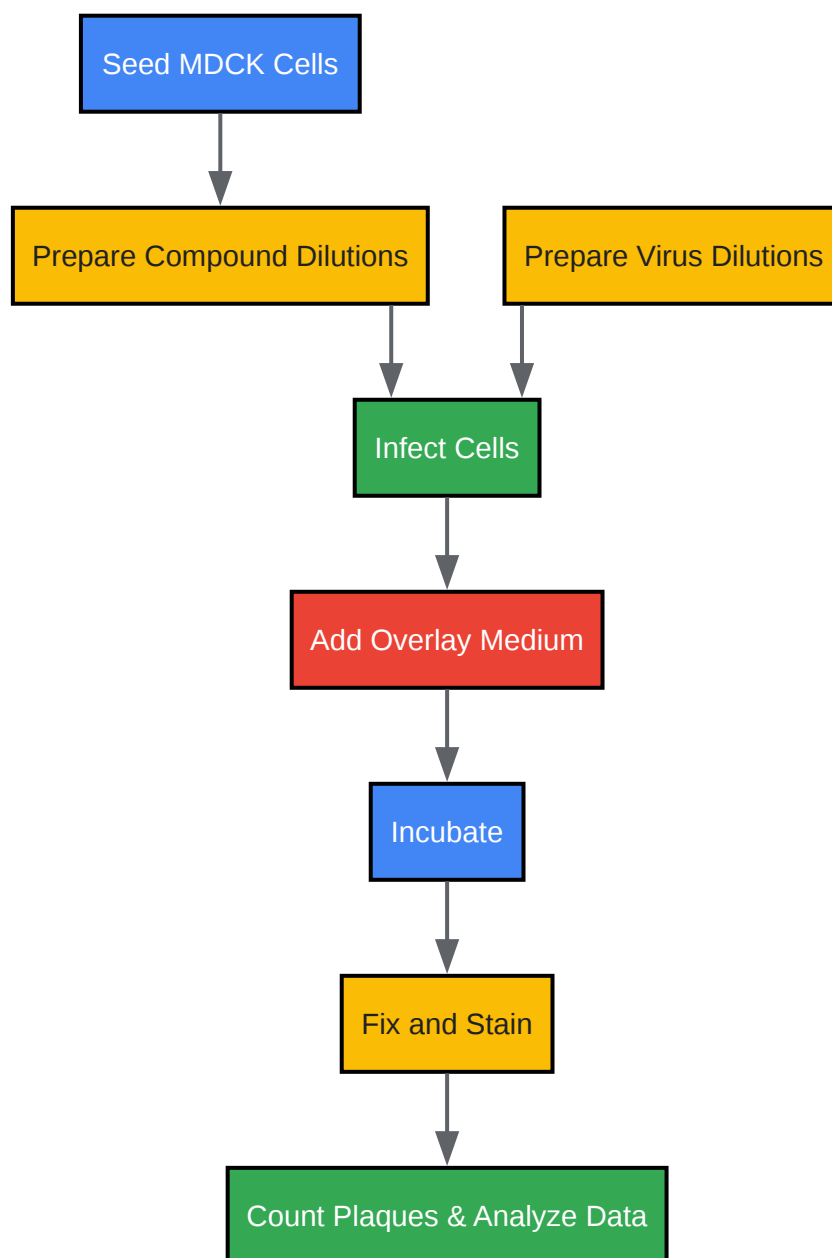 Seed MDCK Cells
Prepare Compound Dilutions
Prepare Virus Dilutions
Infect Cells
Add Overlay Medium
Incubate
Fix and Stain
Count Plaques & Analyze Data